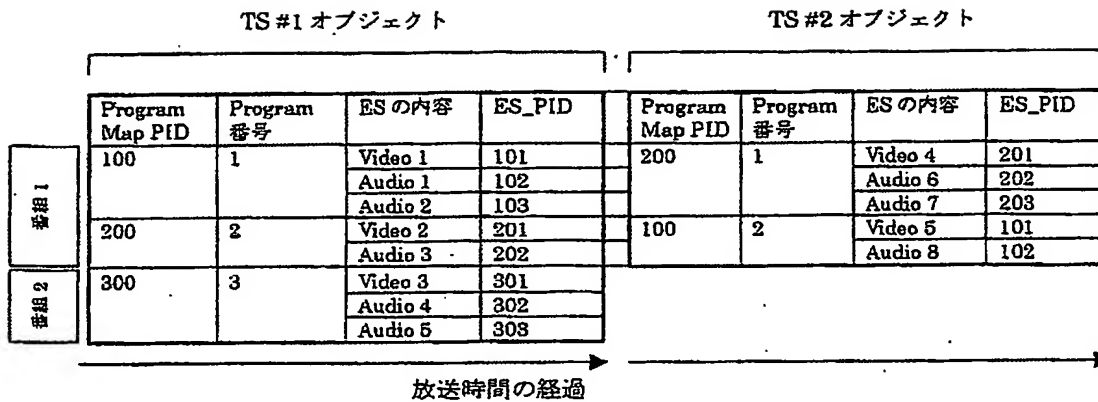 TS #1 オブジェクト
TS #2 オブジェクト
Program Map PID	Program 番号	ESの内容	ES_PID	Program Map PID	Program 番号	ESの内容	ES_PID
番組1
100	1	Video 1	101	200	1	Video 4	201
Audio 1	102	Audio 6	202
Audio 2	103	Audio 7	203
200	2	Video 2	201	100	2	Video 5	101
Audio 3	202	Audio 8	102
番組2
300	3	Video 3	301
Audio 4	302
Audio 5	303
放送時間の経過